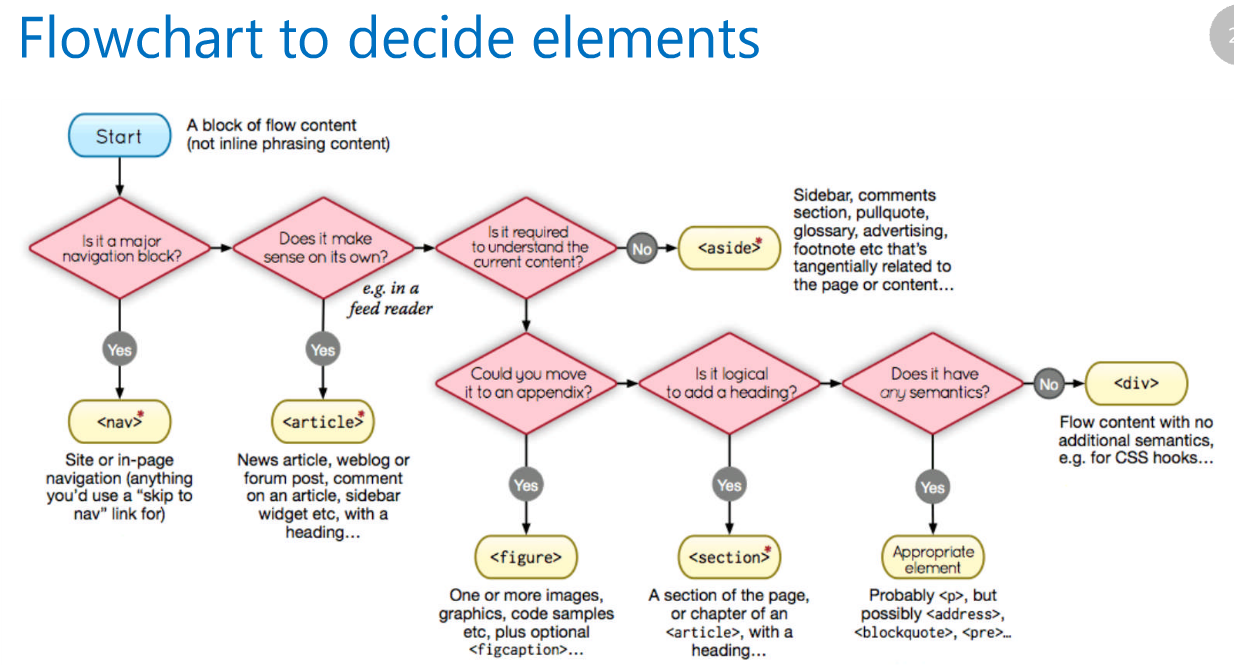 Flowchart to decide elements
2
Start
A block of flow content
(not inline phrasing content)
Is it a major
navigation block?
Does it make
sense on its own?
e.g. in a
feed reader
Is it required
to understand the
current content?
No
<aside>*
Sidebar, comments
section, pullquote,
glossary, advertising,
footnote etc that's
tangentially related to
the page or content...
Yes
<nav>*
Site or in-page
navigation (anything
you'd use a “skip to
nav” link for)
Yes
<article>*
News article, weblog or
forum post, comment
on an article, sidebar
widget etc, with a
heading...
Could you move
it to an appendix?
Is it logical
to add a heading?
Does it have
any semantics?
No
<div>
Flow content with no
additional semantics,
e.g. for CSS hooks...
Yes
<figure>
One or more images,
graphics, code samples
etc, plus optional
<figcaption>...
Yes
<section>*
A section of the page,
or chapter of an
<article>, with a
heading...
Yes
Appropriate
element
Probably <p>, but
possibly <address>,
<blockquote>, <pre>...